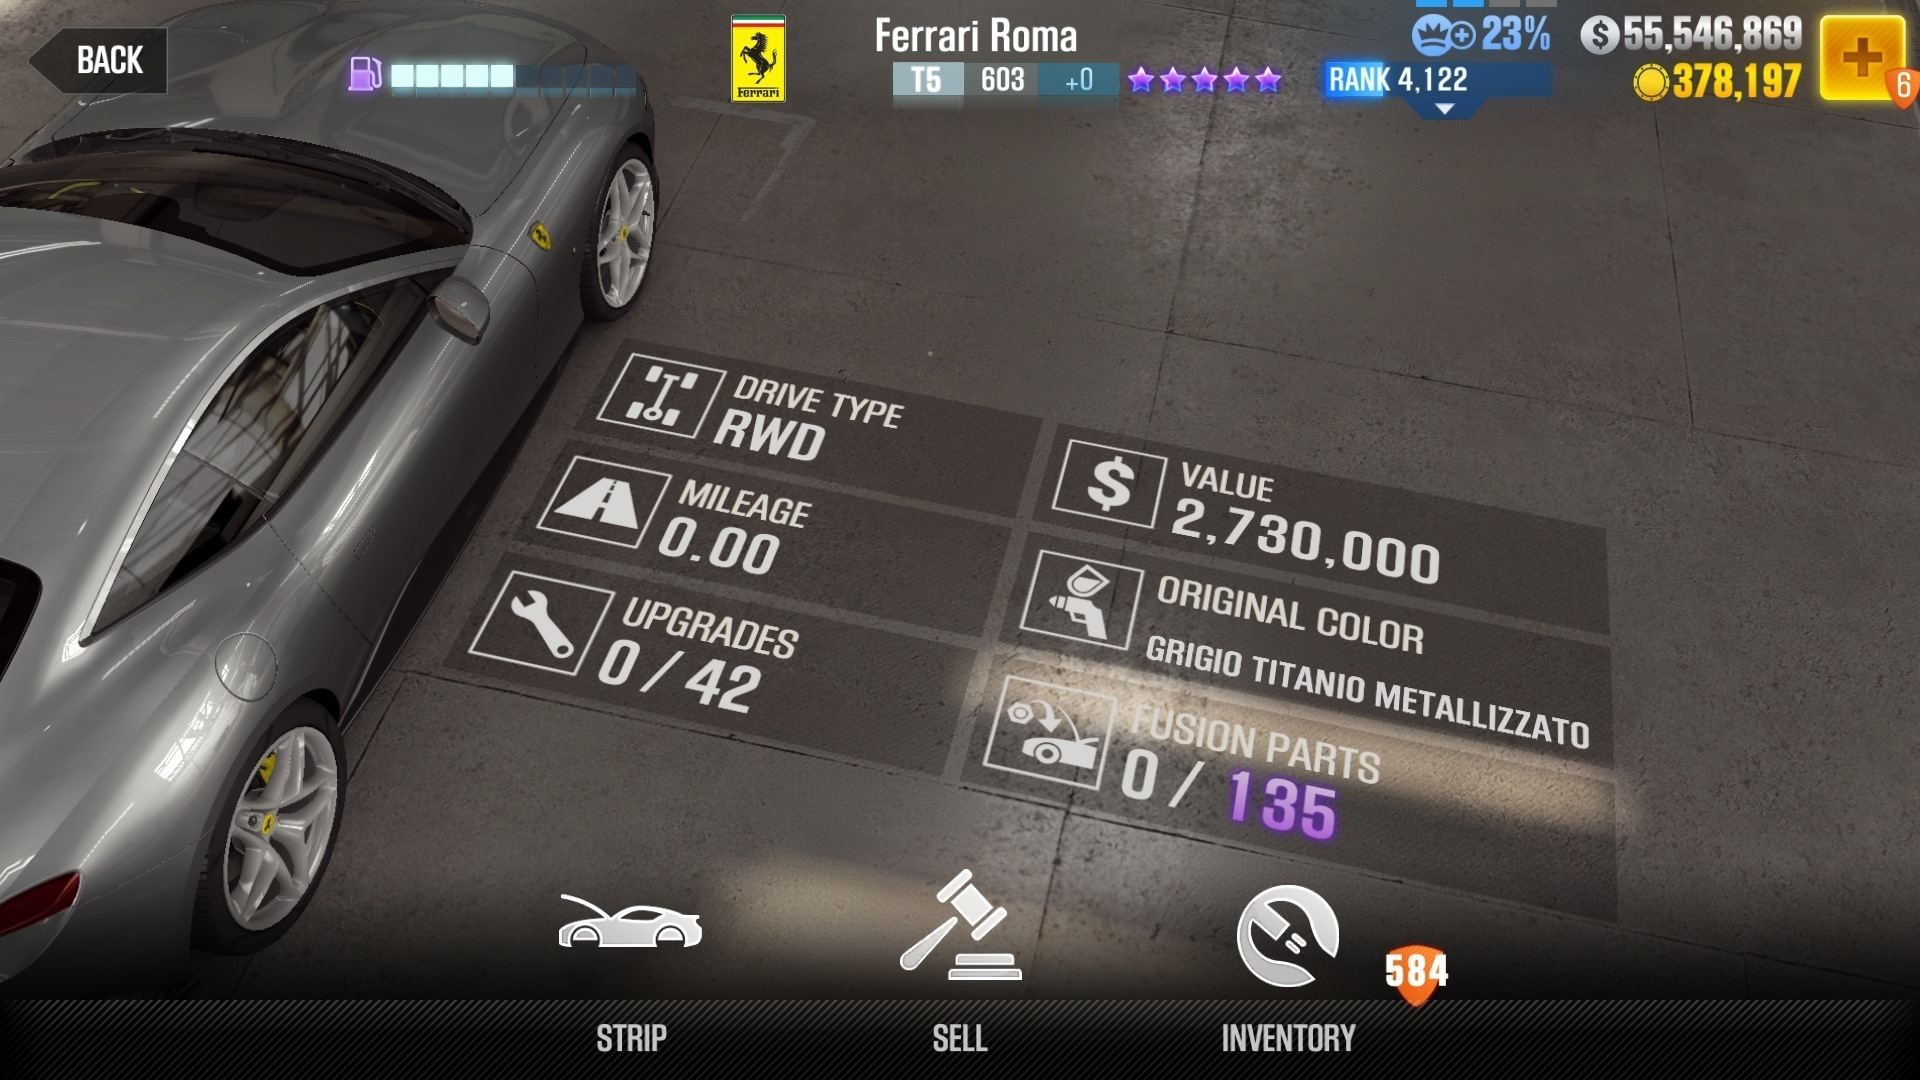 BACK
Ferrari
Ferrari Roma
T5 603 +0
23%
RANK 4,122
$ 55,546,869
378,197
6
DRIVE TYPE
RWD
MILEAGE
0.00
UPGRADES
0/42
$ VALUE
2,730,000
ORIGINAL COLOR
GRIGIO TITANIO METALLIZZATO
FUSION PARTS
0/ 135
584
STRIP
SELL
INVENTORY